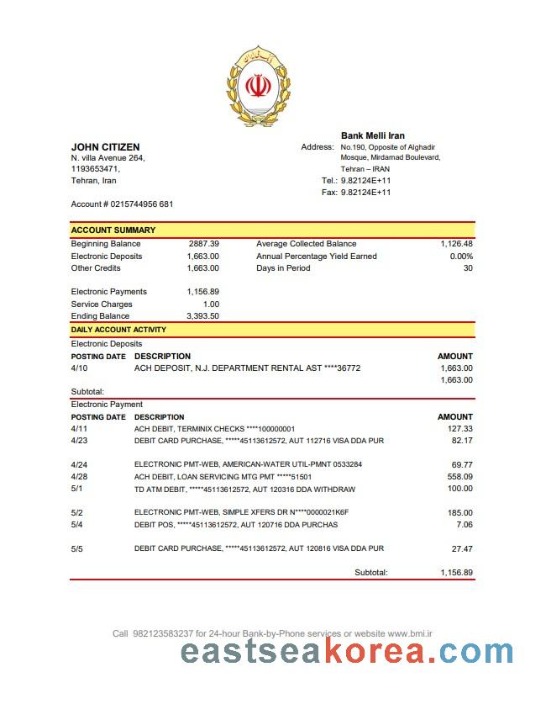 Bank Melli Iran
JOHN CITIZEN
Address: No.190, Opposite of Alghadir
N. villa Avenue 264,
Mosque, Mirdamad Boulevard,
1193653471,
Tehran – IRAN
Tehran, Iran
Tel.: 9.82124E+11
Fax: 9.82124E+11
Account # 0215744956 681
ACCOUNT SUMMARY
Beginning Balance 2887.39 Average Collected Balance 1,126.48
Electronic Deposits 1,663.00 Annual Percentage Yield Earned 0.00%
Other Credits 1,663.00 Days in Period 30
Electronic Payments 1,156.89
Service Charges 1.00
Ending Balance 3,393.50
DAILY ACCOUNT ACTIVITY
Electronic Deposits
POSTING DATE DESCRIPTION AMOUNT
4/10 ACH DEPOSIT, N.J. DEPARTMENT RENTAL AST ****36772 1,663.00
1,663.00
Subtotal:
Electronic Payment
POSTING DATE DESCRIPTION AMOUNT
4/11 ACH DEBIT, TERMINIX CHECKS ****100000001 127.33
4/23 DEBIT CARD PURCHASE, *****45113612572, AUT 112716 VISA DDA PUR 82.17
4/24 ELECTRONIC PMT-WEB, AMERICAN-WATER UTIL-PMNT 0533284 69.77
4/28 ACH DEBIT, LOAN SERVICING MTG PMT *****51501 558.09
5/1 TD ATM DEBIT, *****45113612572, AUT 120316 DDA WITHDRAW 100.00
5/2 ELECTRONIC PMT-WEB, SIMPLE XFERS DR N****0000021K6F 185.00
5/4 DEBIT POS, *****45113612572, AUT 120716 DDA PURCHAS 7.06
5/5 DEBIT CARD PURCHASE, *****45113612572, AUT 120816 VISA DDA PUR 27.47
Subtotal: 1,156.89
Call 982123583237 for 24-hour Bank-by-Phone services or website www.bmi.ir
eastseakorea.com